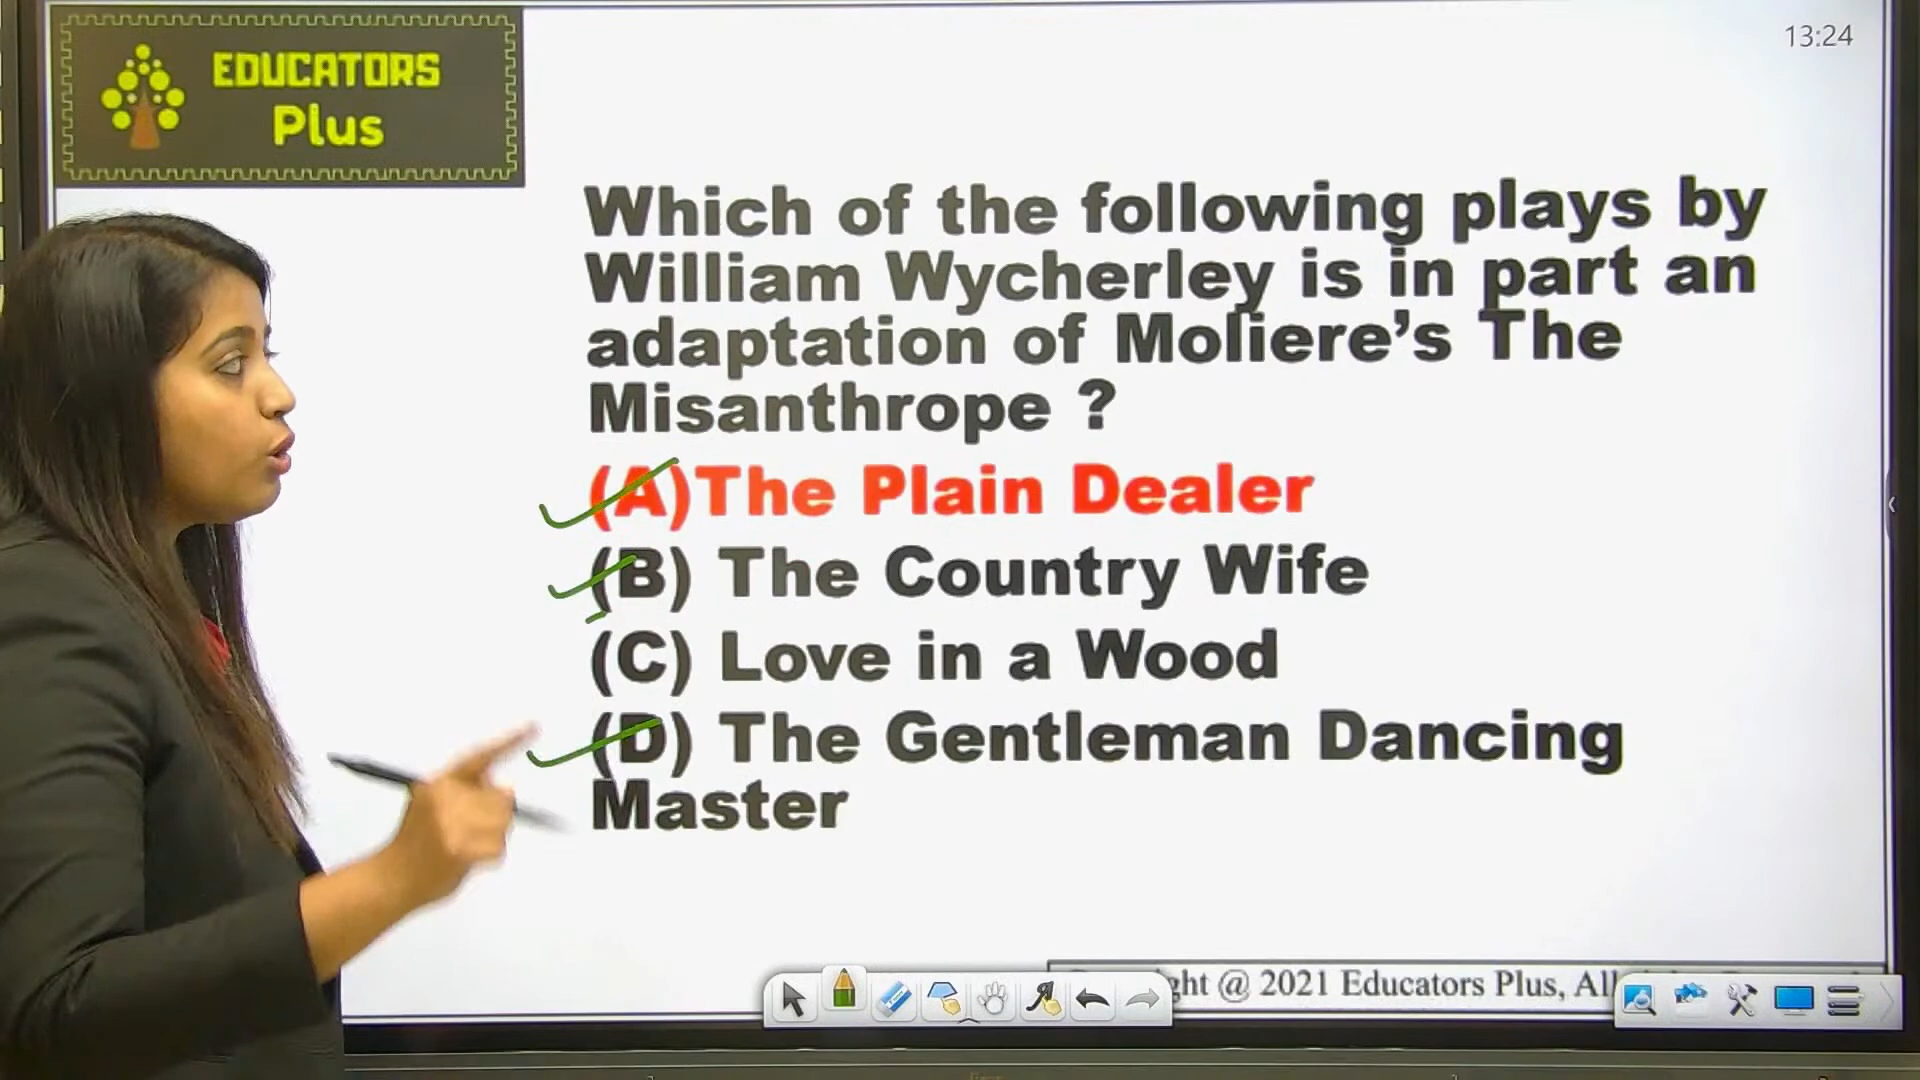 EDUCATORS
Plus
13:24
Which of the following plays by
William Wycherley is in part an
adaptation of Moliere’s The
Misanthrope ?
(A)The Plain Dealer
(B) The Country Wife
(C) Love in a Wood
(D) The Gentleman Dancing
Master
ght @ 2021 Educators Plus, All